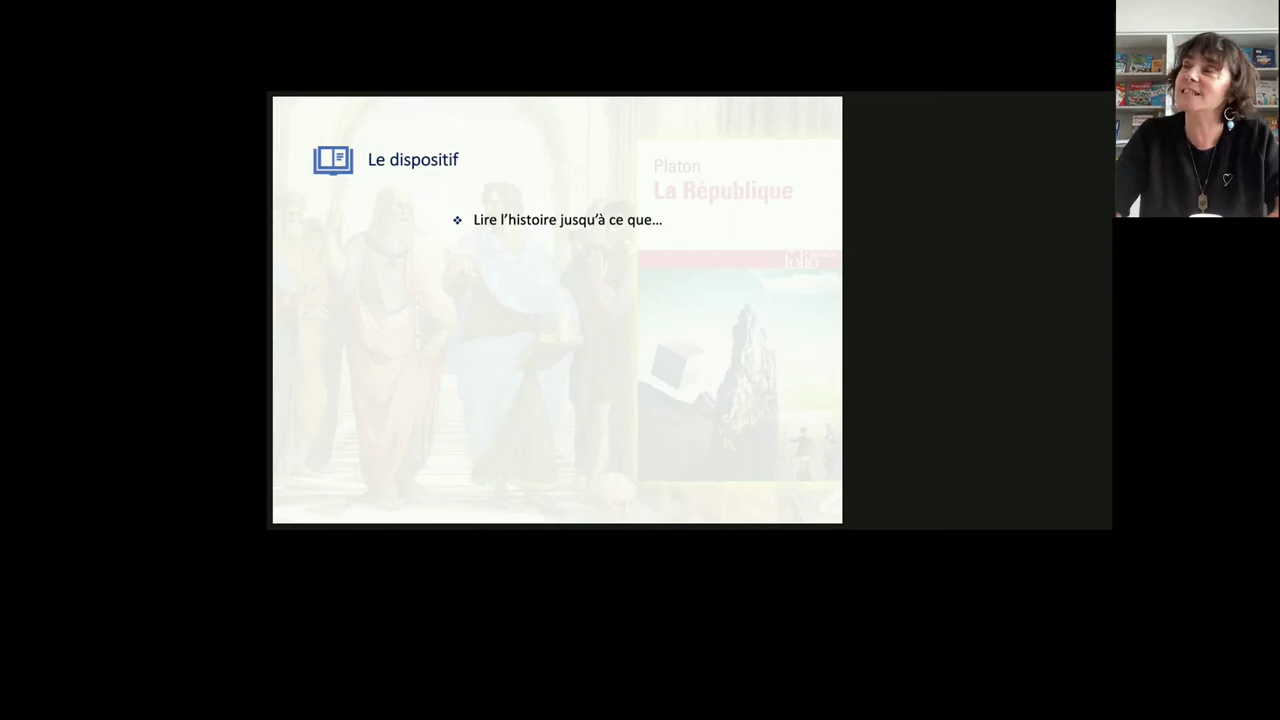 Le dispositif
Platon
La République
Lire l'histoire jusqu'à ce que...
folio